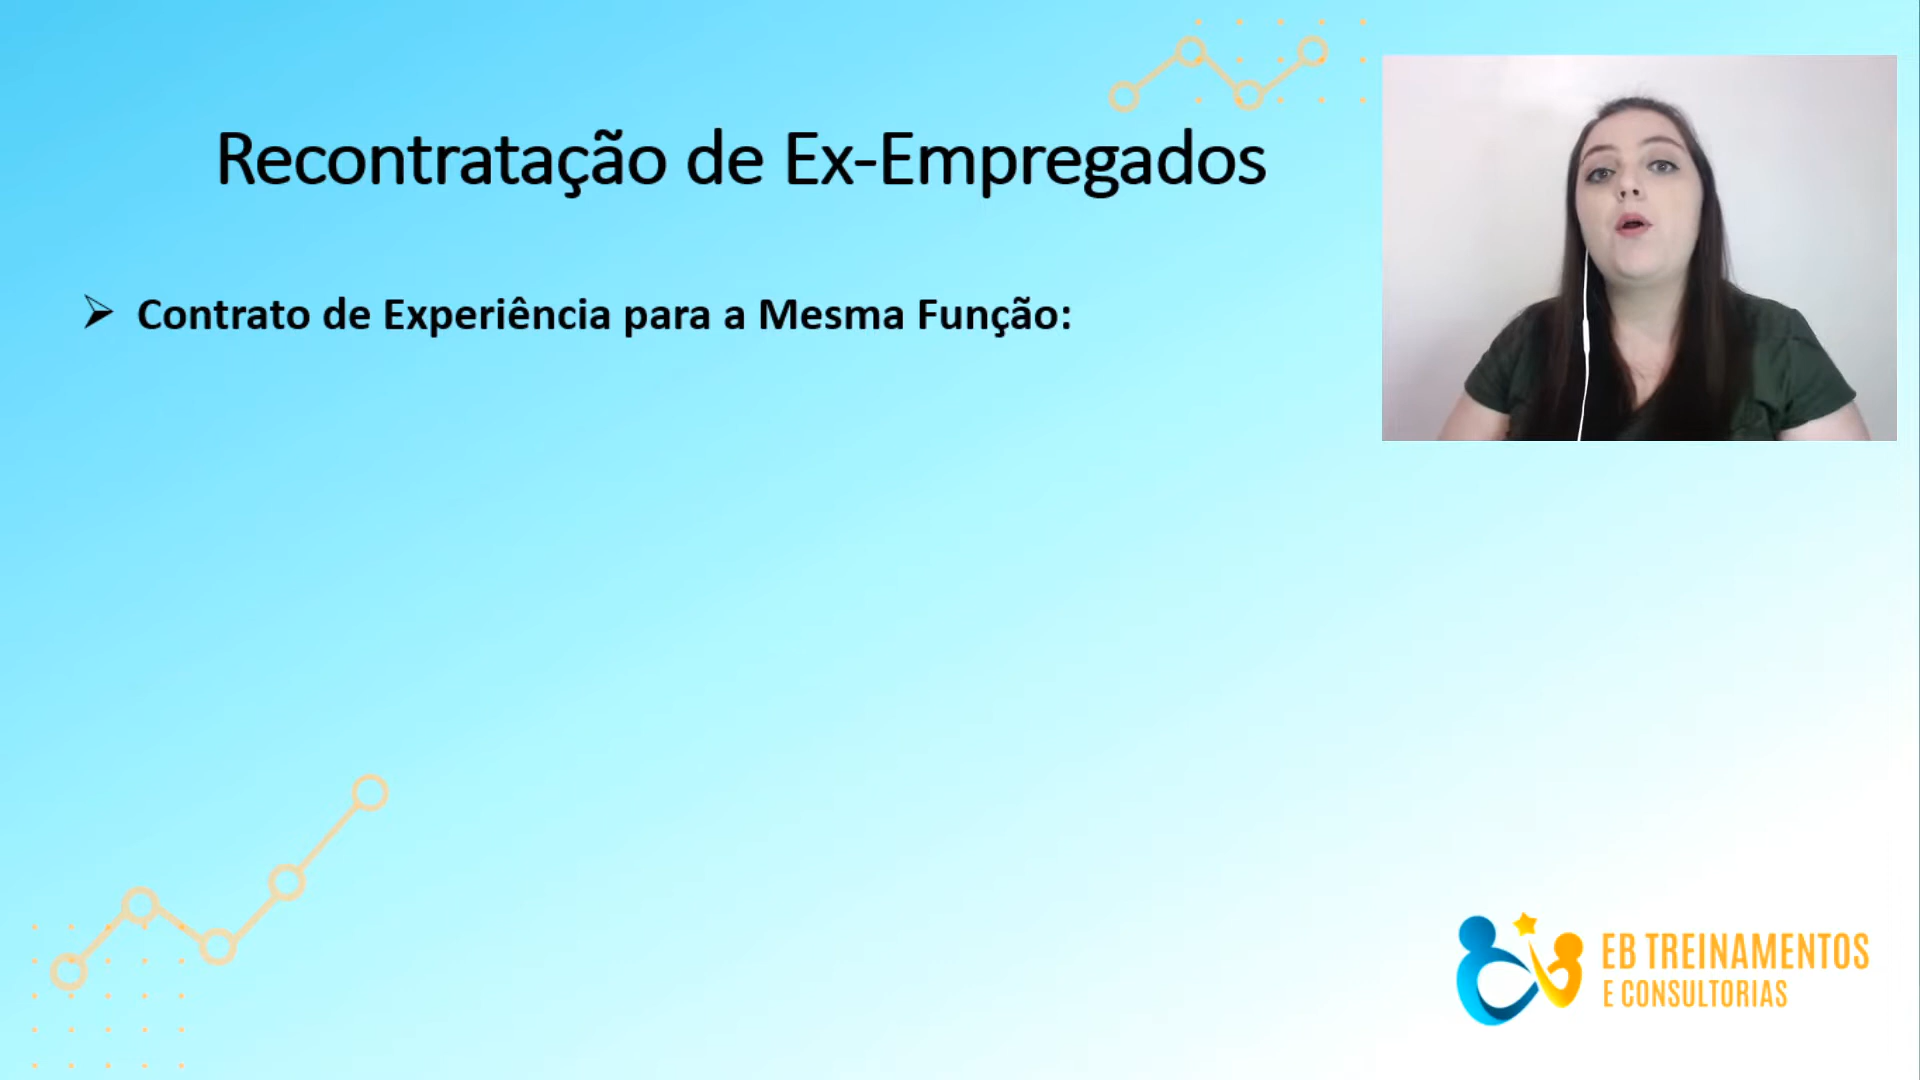 Recontratação de Ex-Empregados
Contrato de Experiência para a Mesma Função:
EB TREINAMENTOS
E CONSULTORIAS